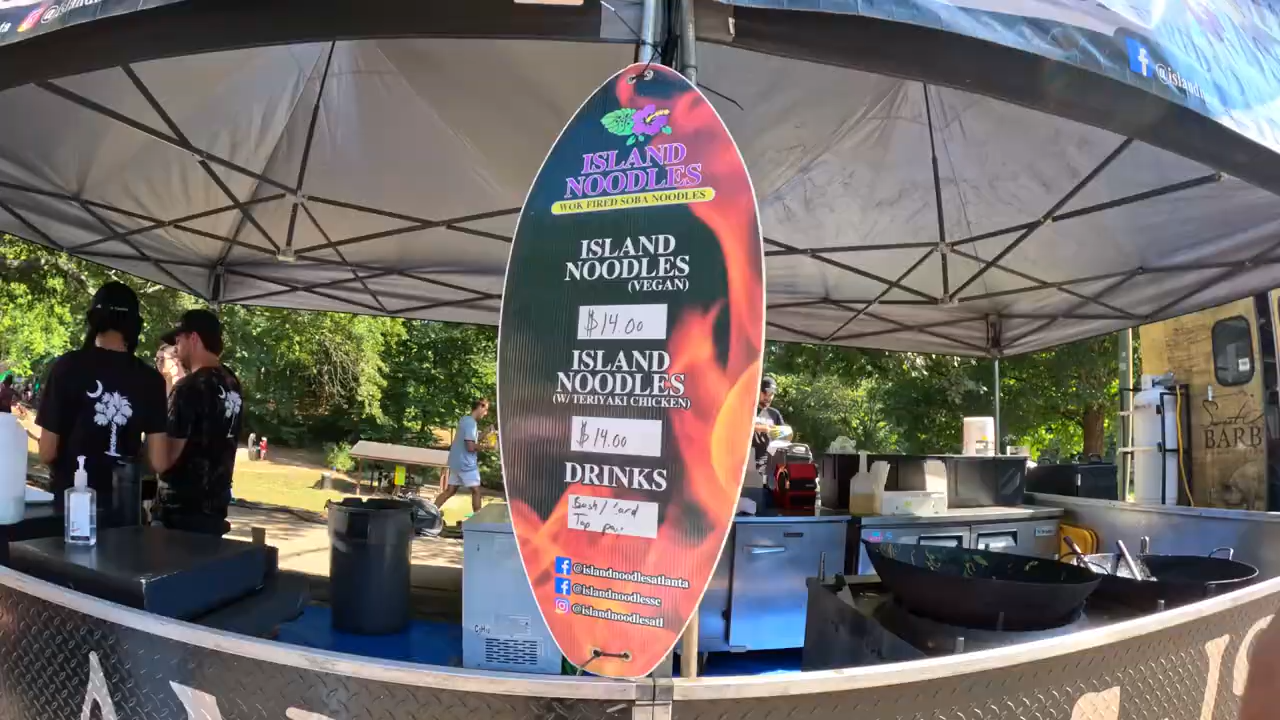 ISLAND
NOODLES
WOK FIRED SOBA NOODLES
ISLAND
NOODLES
(VEGAN)
$14.00
ISLAND
NOODLES
(W/ TERIYAKI CHICKEN)
$14.00
DRINKS
Cash / Card
Tap pay
@islandnoodlesatlanta
@islandnoodlessc
@islandnoodlesatl
BARB